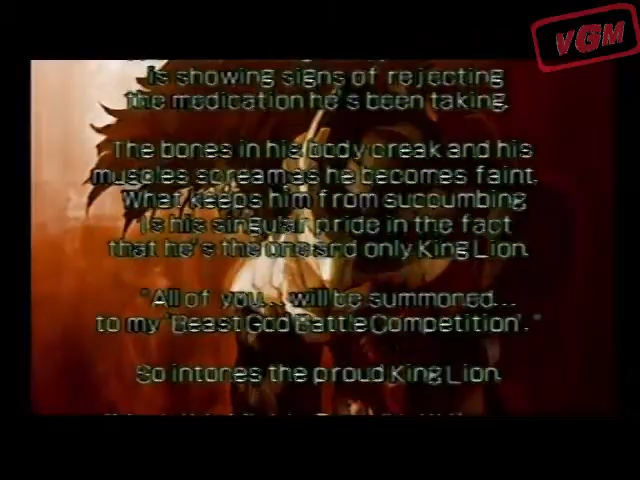 VGM
is showing signs of rejecting
the medication he's been taking.
The bones in his body creak and his
muscles scream as he becomes faint.
What keeps him from succumbing
is his singular pride in the fact
that he's the one and only King Lion.
"All of you... will be summoned...
to my 'Beast God Battle Competition'."
So intones the proud King Lion.